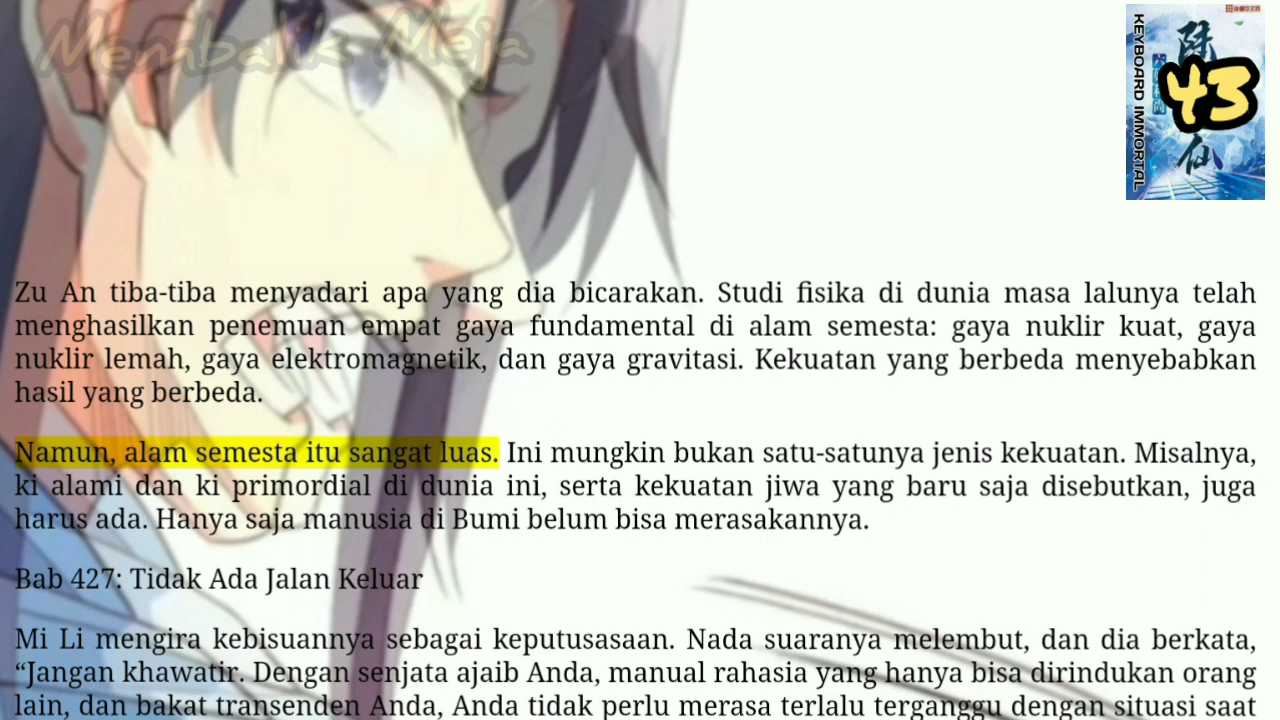 Membalik Meja
KEYBOARD IMMORTAL
陸
43
仙
Zu An tiba-tiba menyadari apa yang dia bicarakan. Studi fisika di dunia masa lalunya telah
menghasilkan penemuan empat gaya fundamental di alam semesta: gaya nuklir kuat, gaya
nuklir lemah, gaya elektromagnetik, dan gaya gravitasi. Kekuatan yang berbeda menyebabkan
hasil yang berbeda.
Namun, alam semesta itu sangat luas. Ini mungkin bukan satu-satunya jenis kekuatan. Misalnya,
ki alami dan ki primordial di dunia ini, serta kekuatan jiwa yang baru saja disebutkan, juga
harus ada. Hanya saja manusia di Bumi belum bisa merasakannya.
Bab 427: Tidak Ada Jalan Keluar
Mi Li mengira kebisuannya sebagai keputusasaan. Nada suaranya melembut, dan dia berkata,
“Jangan khawatir. Dengan senjata ajaib Anda, manual rahasia yang hanya bisa dirindukan orang
lain, dan bakat transenden Anda, Anda tidak perlu merasa terlalu terganggu dengan situasi saat